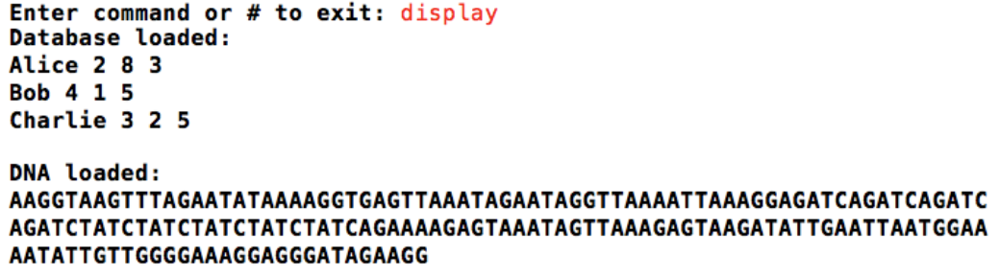 Enter command or # to exit: display
Database loaded:
Alice 2 8 3
Bob 4 1 5
Charlie 3 2 5
DNA loaded:
AAGGTAAGTTTAGAATATAAAAGGTGAGTTAAATAGAATAGGTTAAAATTAAAGGAGATCAGATCAGATC
AGATCTATCTATCTATCTATCTATCAGAAAAGAGTAAATAGTTAAAGAGTAAGATATTGAATTAATGGAA
AATATTGTTGGGGAAAGGAGGGATAGAAGG